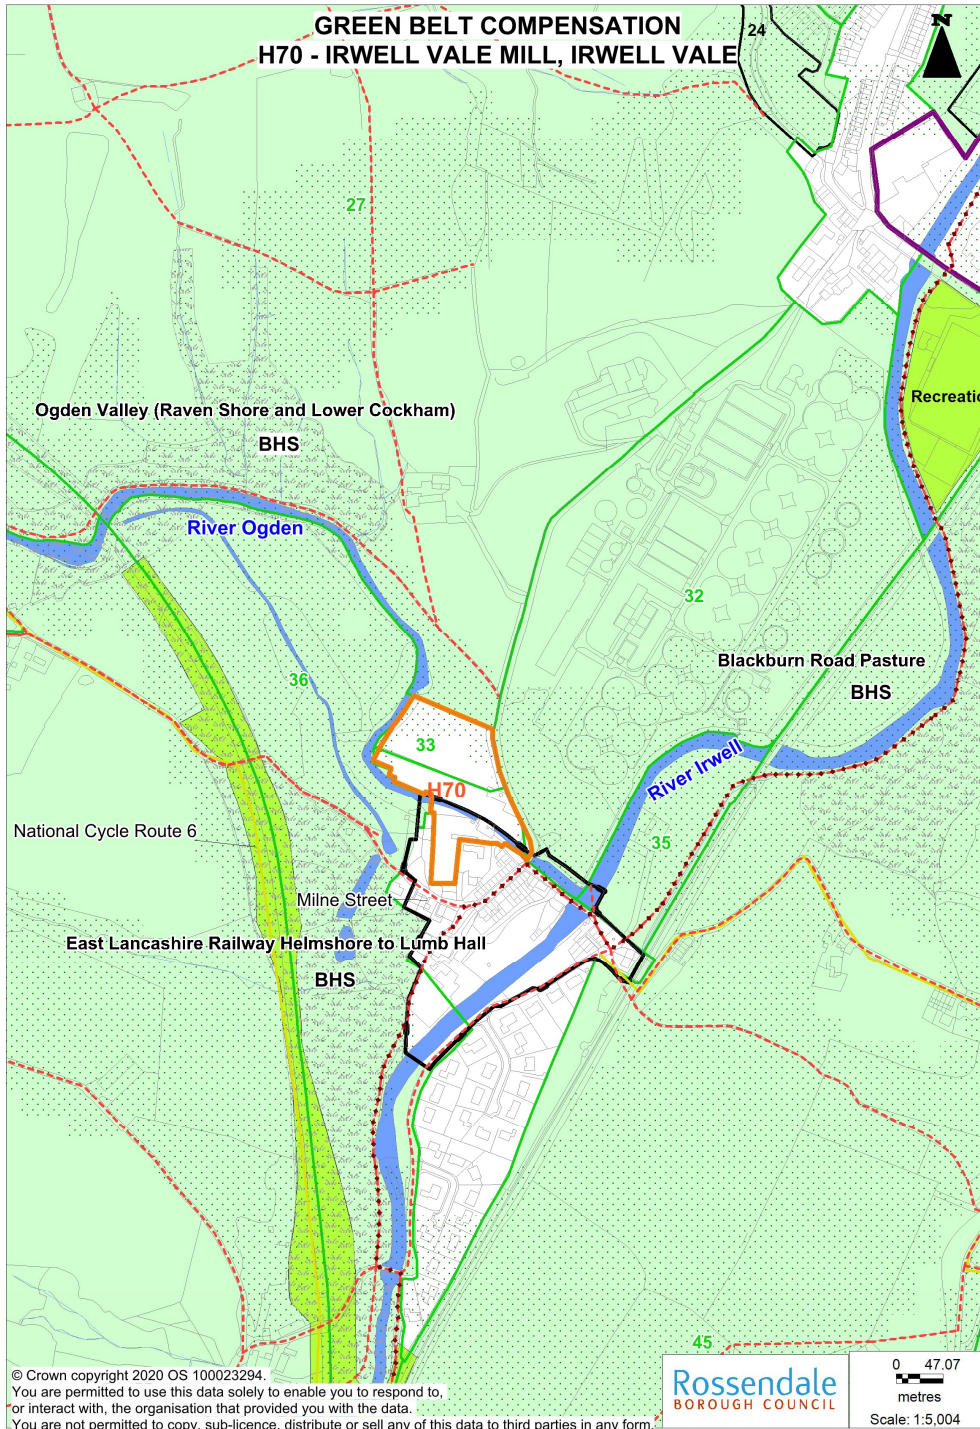 GREEN BELT COMPENSATION
H70 - IRWELL VALE MILL, IRWELL VALE
N
24
27
Recreatio
Ogden Valley (Raven Shore and Lower Cockham)
BHS
River Ogden
32
Blackburn Road Pasture
BHS
36
33
River Irwell
H70
National Cycle Route 6
35
Milne Street
East Lancashire Railway Helmshore to Lumb Hall
BHS
45
© Crown copyright 2020 OS 100023294.
You are permitted to use this data solely to enable you to respond to,
or interact with, the organisation that provided you with the data.
You are not permitted to copy, sub-licence, distribute or sell any of this data to third parties in any form.
Rossendale
BOROUGH COUNCIL
0 47.07
metres
Scale: 1:5,004